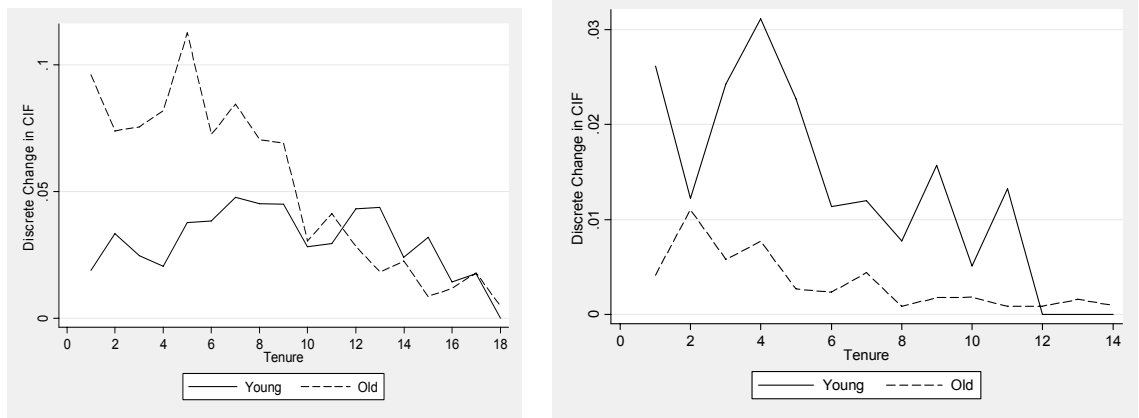 .1
.05
0
Discrete Change in CIF
0 2 4 6 8 10 12 14 16 18
Tenure
Young Old
.03
.02
.01
0
Discrete Change in CIF
0 2 4 6 8 10 12 14
Tenure
Young Old